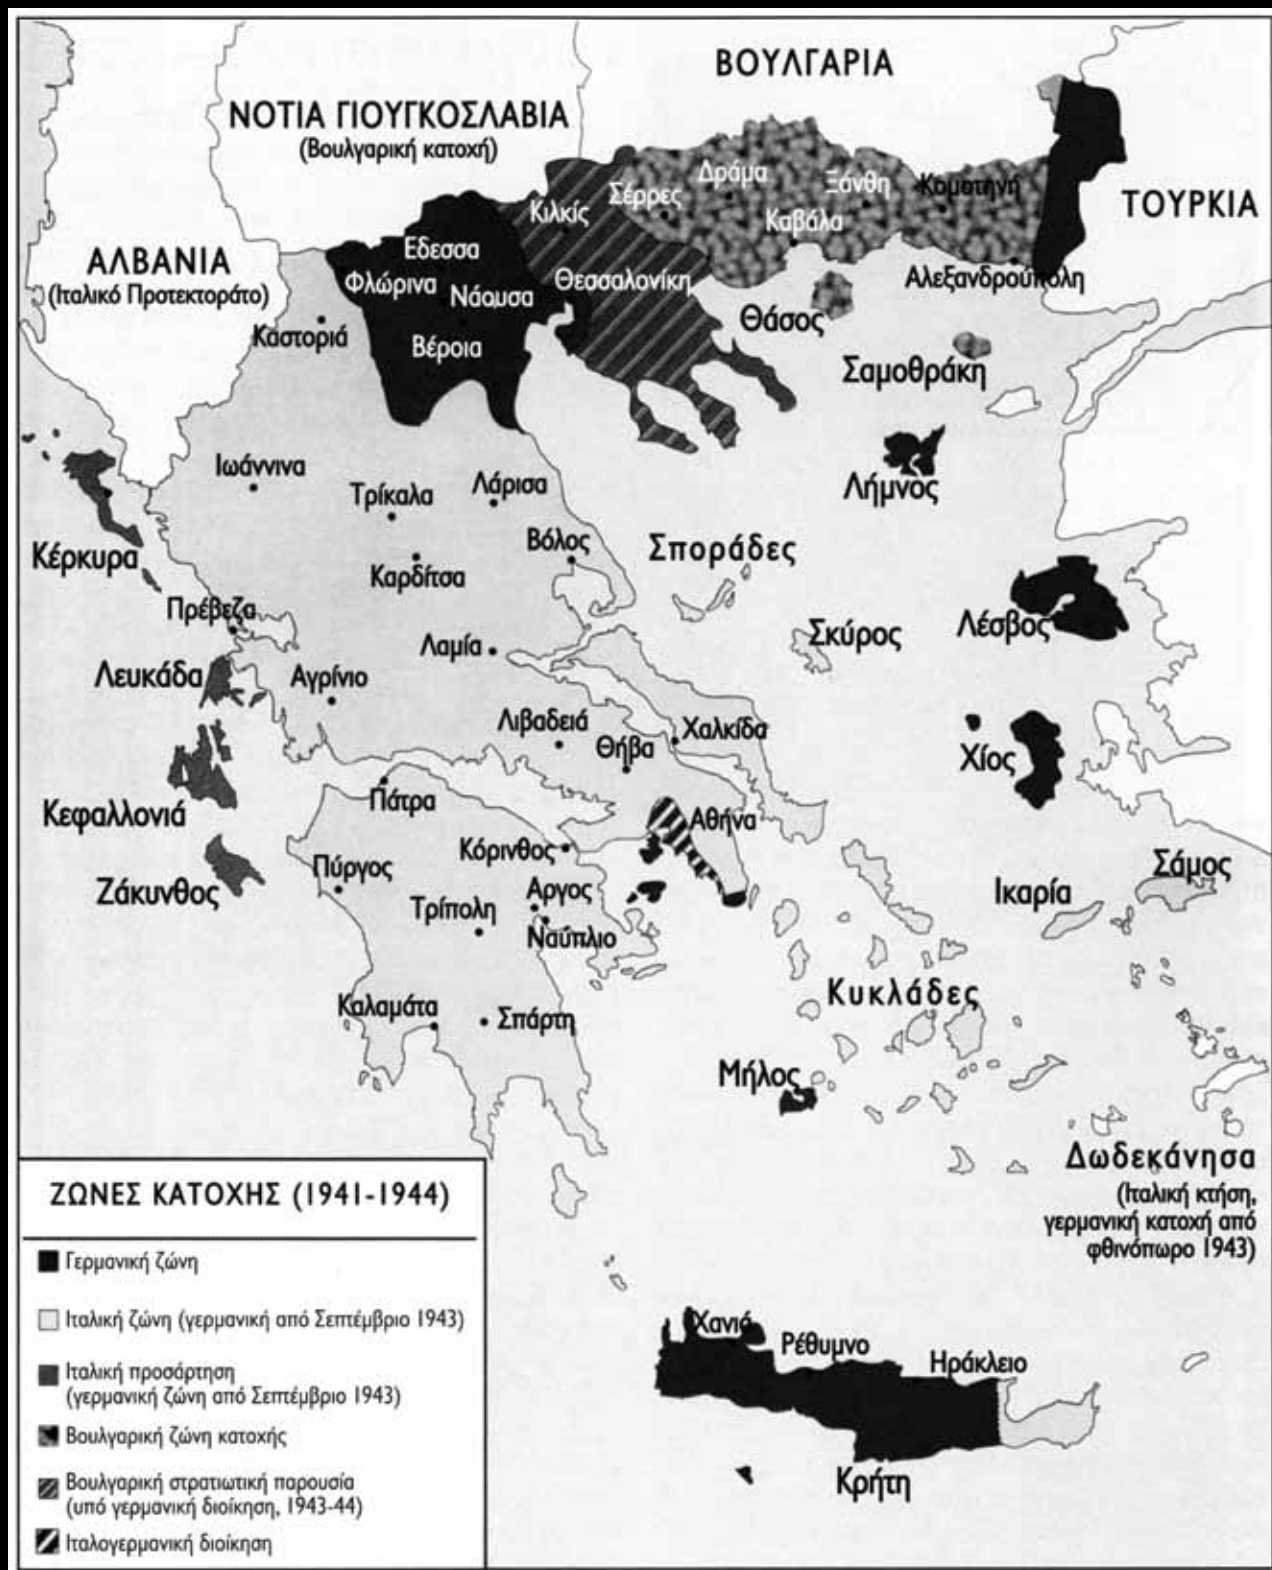 ΒΟΥΛΓΑΡΙΑ
ΝΟΤΙΑ ΓΙΟΥΓΚΟΣΛΑΒΙΑ
(Βουλγαρική κατοχή)
ΤΟΥΡΚΙΑ
ΑΛΒΑΝΙΑ
(Ιταλικό Προτεκτοράτο)
Δράμα
Ξάνθη
Κομοτηνή
Σέρρες
Κιλκίς
Καβάλα
Έδεσσα
Φλώρινα
Νάουσα
Θεσσαλονίκη
Αλεξανδρούπολη
Θάσος
Καστοριά
Βέροια
Σαμοθράκη
Ιωάννινα
Τρίκαλα
Λάρισα
Λήμνος
Κέρκυρα
Βόλος
Σποράδες
Καρδίτσα
Πρέβεζα
Λέσβος
Σκύρος
Λαμία
Λευκάδα
Αγρίνιο
Λιβαδειά
Χαλκίδα
Θήβα
Χίος
Πάτρα
Κεφαλλονιά
Αθήνα
Κόρινθος
Πύργος
Ζάκυνθος
Σάμος
Ικαρία
Αργος
Τρίπολη
Ναύπλιο
Κυκλάδες
Καλαμάτα
Σπάρτη
Μήλος
Δωδεκάνησα
(Ιταλική κτήση,
γερμανική κατοχή από
φθινόπωρο 1943)
Χανιά
Ρέθυμνο
Ηράκλειο
Κρήτη
ΖΩΝΕΣ ΚΑΤΟΧΗΣ (1941-1944)
Γερμανική ζώνη
Ιταλική ζώνη (γερμανική από Σεπτέμβριο 1943)
Ιταλική προσάρτηση
(γερμανική ζώνη από Σεπτέμβριο 1943)
Βουλγαρική ζώνη κατοχής
Βουλγαρική στρατιωτική παρουσία
(υπό γερμανική διοίκηση, 1943-44)
Ιταλογερμανική διοίκηση